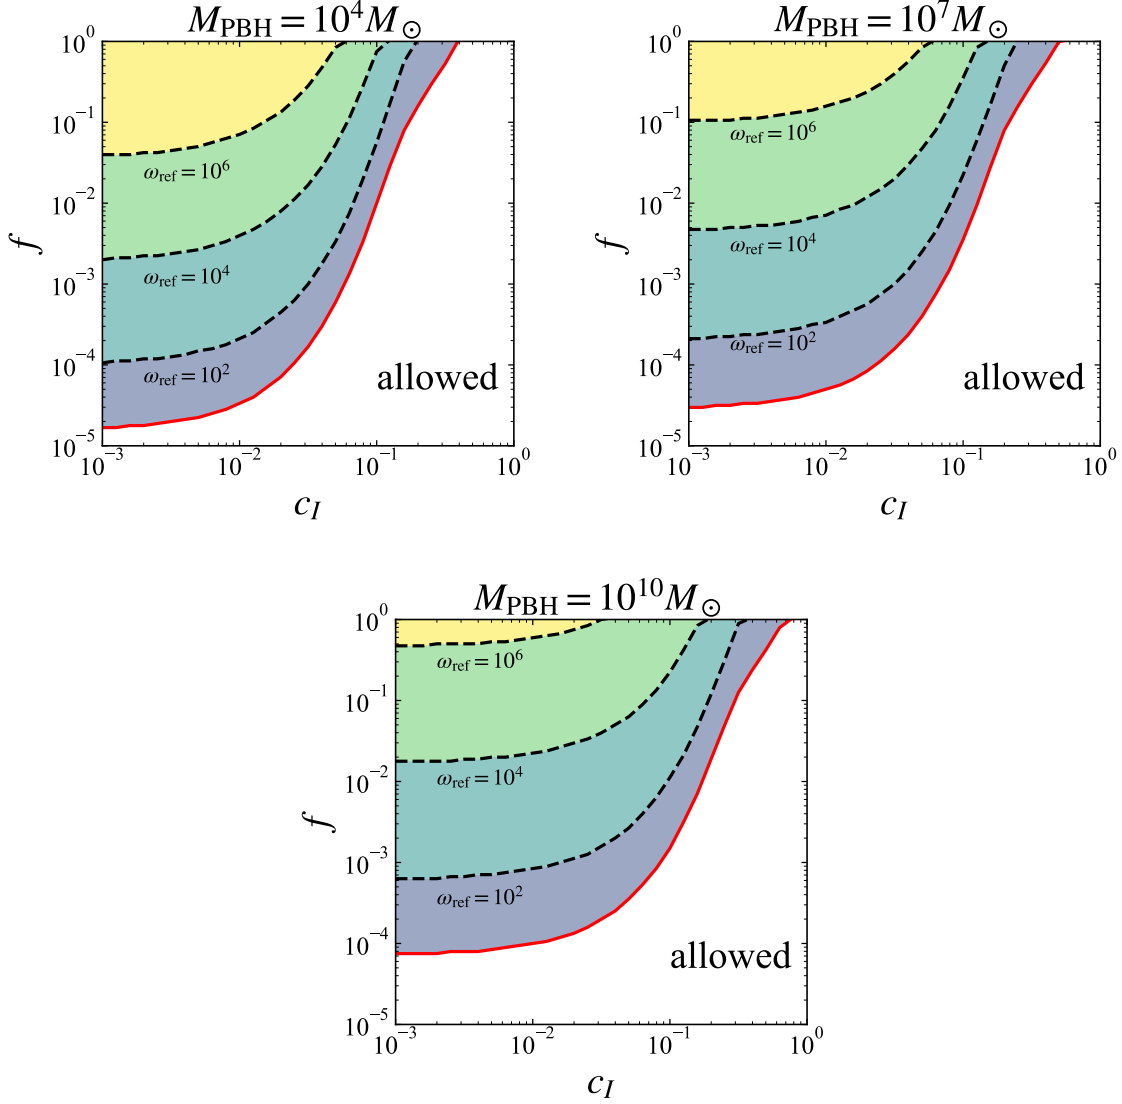 M_PBH = 10^4 M_⊙
10^0
10^−1
10^−2
10^−3
10^−4
10^−5
f
ω_ref = 10^6
ω_ref = 10^4
ω_ref = 10^2
allowed
10^−3 10^−2 10^−1 10^0
c_I
M_PBH = 10^7 M_⊙
10^0
10^−1
10^−2
10^−3
10^−4
10^−5
f
ω_ref = 10^6
ω_ref = 10^4
ω_ref = 10^2
allowed
10^−3 10^−2 10^−1 10^0
c_I
M_PBH = 10^10 M_⊙
10^0
10^−1
10^−2
10^−3
10^−4
10^−5
f
ω_ref = 10^6
ω_ref = 10^4
ω_ref = 10^2
allowed
10^−3 10^−2 10^−1 10^0
c_I